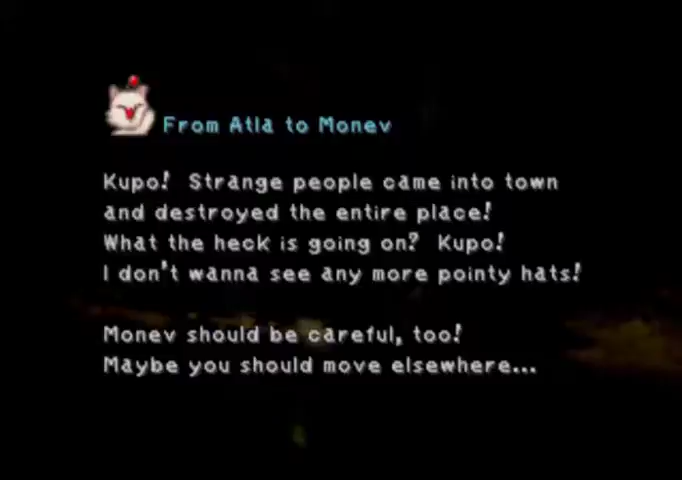 From Atla to Monev
Kupo! Strange people came into town
and destroyed the entire place!
What the heck is going on? Kupo!
I don't wanna see any more pointy hats!
Monev should be careful, too!
Maybe you should move elsewhere...